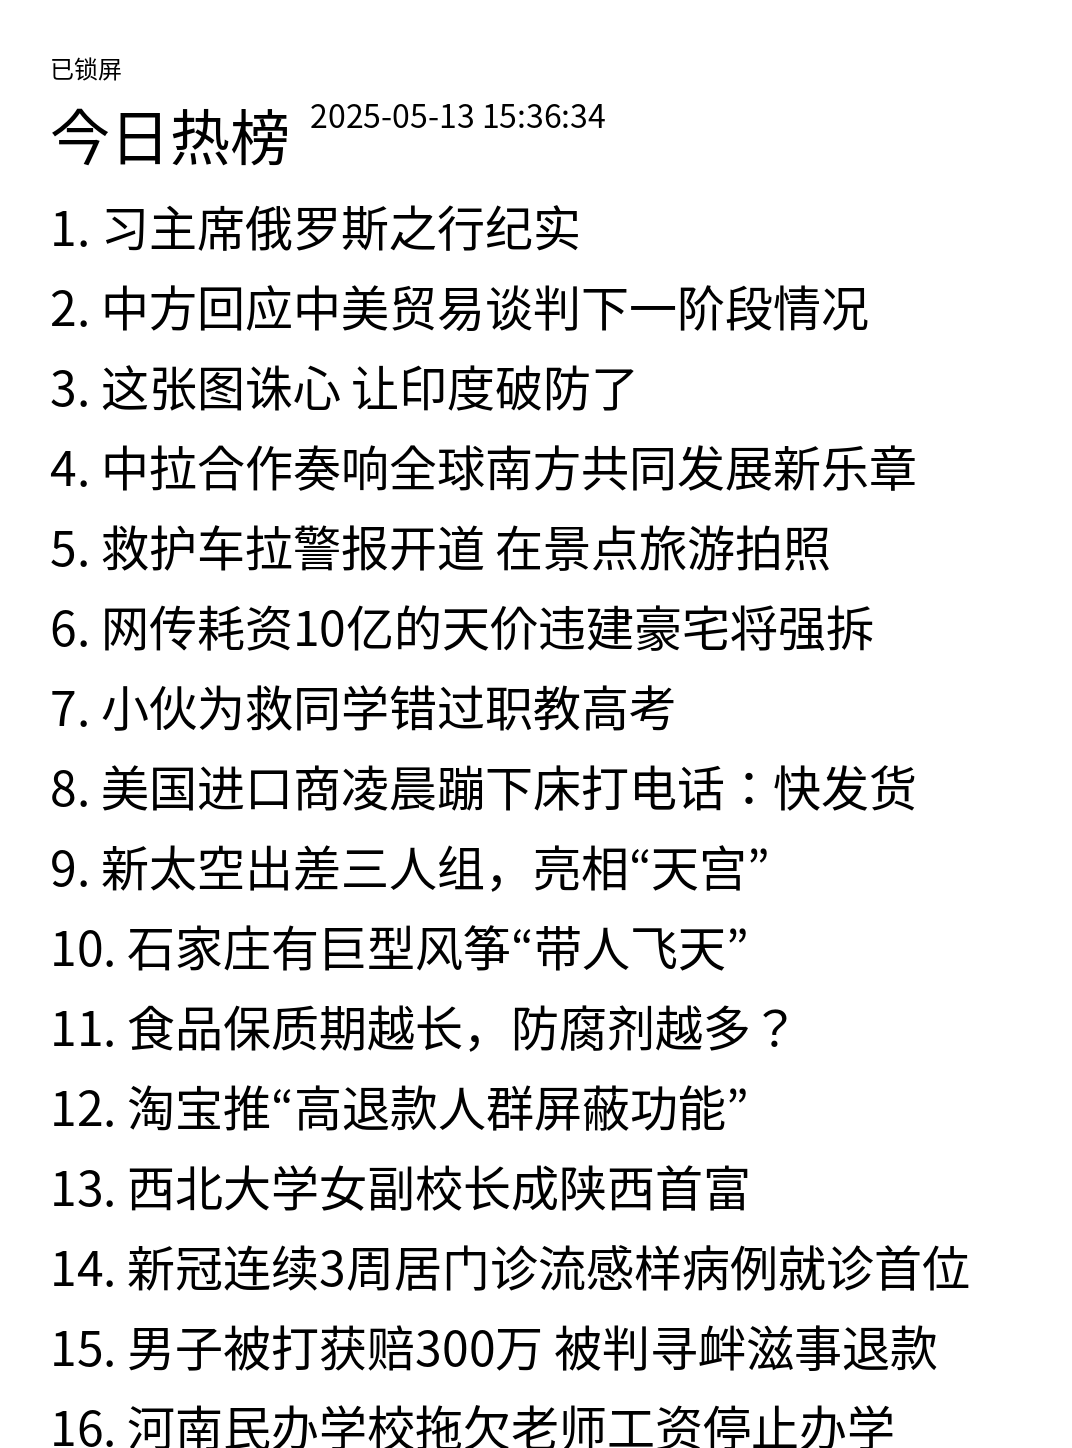 已锁屏
今日热榜 2025-05-13 15:36:34
1. 习主席俄罗斯之行纪实
2. 中方回应中美贸易谈判下一阶段情况
3. 这张图诛心 让印度破防了
4. 中拉合作奏响全球南方共同发展新乐章
5. 救护车拉警报开道 在景点旅游拍照
6. 网传耗资10亿的天价违建豪宅将强拆
7. 小伙为救同学错过职教高考
8. 美国进口商凌晨蹦下床打电话：快发货
9. 新太空出差三人组，亮相“天宫”
10. 石家庄有巨型风筝“带人飞天”
11. 食品保质期越长，防腐剂越多？
12. 淘宝推“高退款人群屏蔽功能”
13. 西北大学女副校长成陕西首富
14. 新冠连续3周居门诊流感样病例就诊首位
15. 男子被打获赔300万 被判寻衅滋事退款
16. 河南民办学校拖欠老师工资停止办学